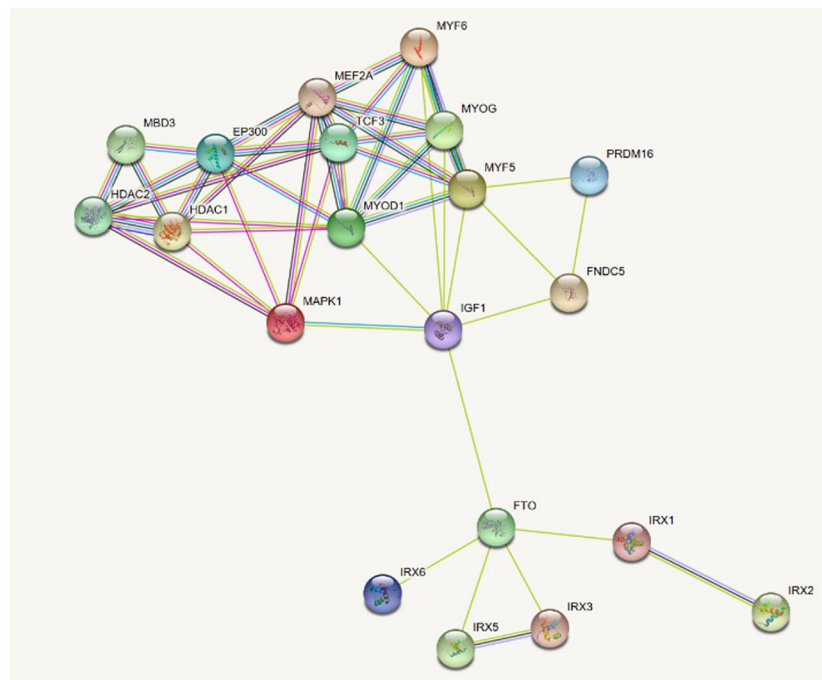 MYF6
MEF2A
MBD3
EP300
TCF3
MYOG
PRDM16
MYF5
HDAC2
HDAC1
MYOD1
FNDC5
MAPK1
IGF1
FTO
IRX1
IRX6
IRX2
IRX3
IRX5